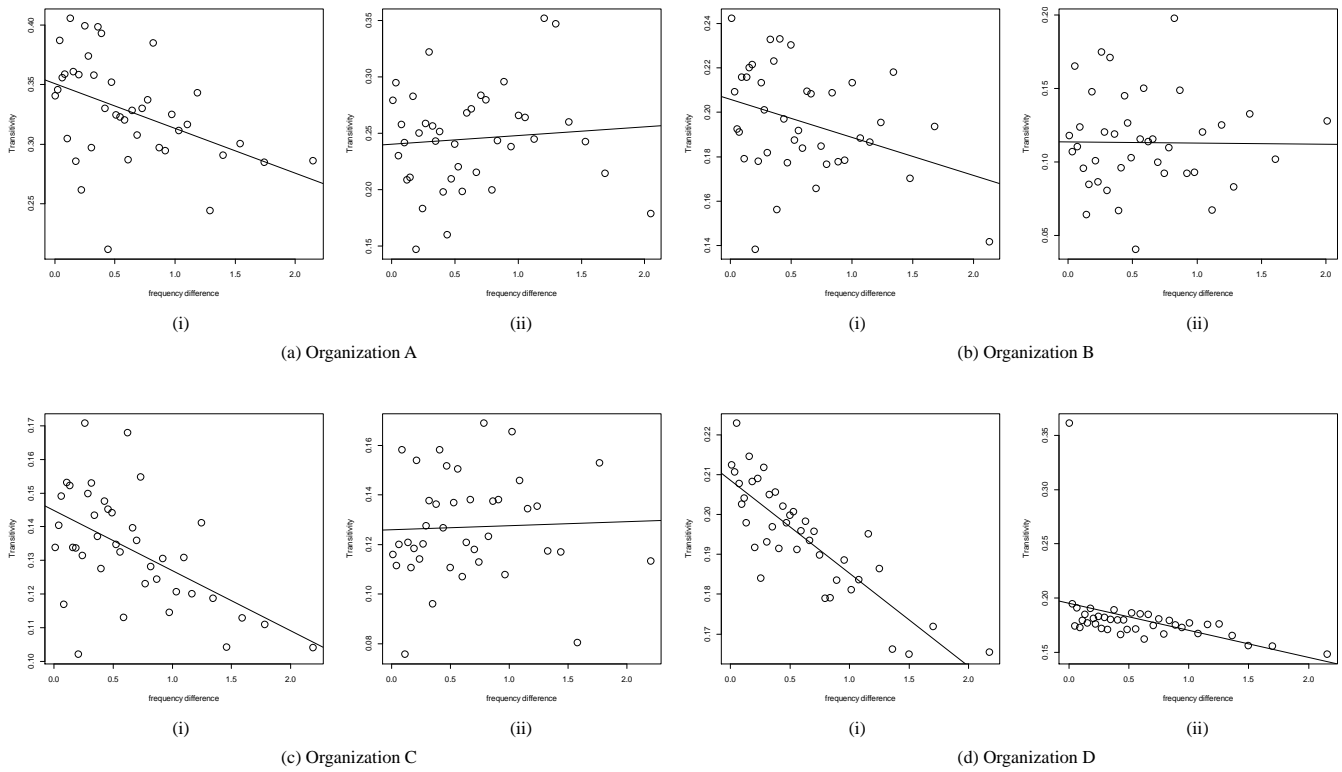 0.40
0.35
0.30
0.25
Transitivity
0.0 0.5 1.0 1.5 2.0
frequency difference
(i)
0.35
0.30
0.25
0.20
0.15
Transitivity
0.0 0.5 1.0 1.5 2.0
frequency difference
(ii)
(a) Organization A
0.24
0.22
0.20
0.18
0.16
0.14
Transitivity
0.0 0.5 1.0 1.5 2.0
frequency difference
(i)
0.20
0.15
0.10
0.05
Transitivity
0.0 0.5 1.0 1.5 2.0
frequency difference
(ii)
(b) Organization B
0.17
0.16
0.15
0.14
0.13
0.12
0.11
0.10
Transitivity
0.0 0.5 1.0 1.5 2.0
frequency difference
(i)
0.16
0.14
0.12
0.10
0.08
Transitivity
0.0 0.5 1.0 1.5 2.0
frequency difference
(ii)
(c) Organization C
0.22
0.21
0.20
0.19
0.18
0.17
Transitivity
0.0 0.5 1.0 1.5 2.0
frequency difference
(i)
0.35
0.30
0.25
0.20
0.15
Transitivity
0.0 0.5 1.0 1.5 2.0
frequency difference
(ii)
(d) Organization D